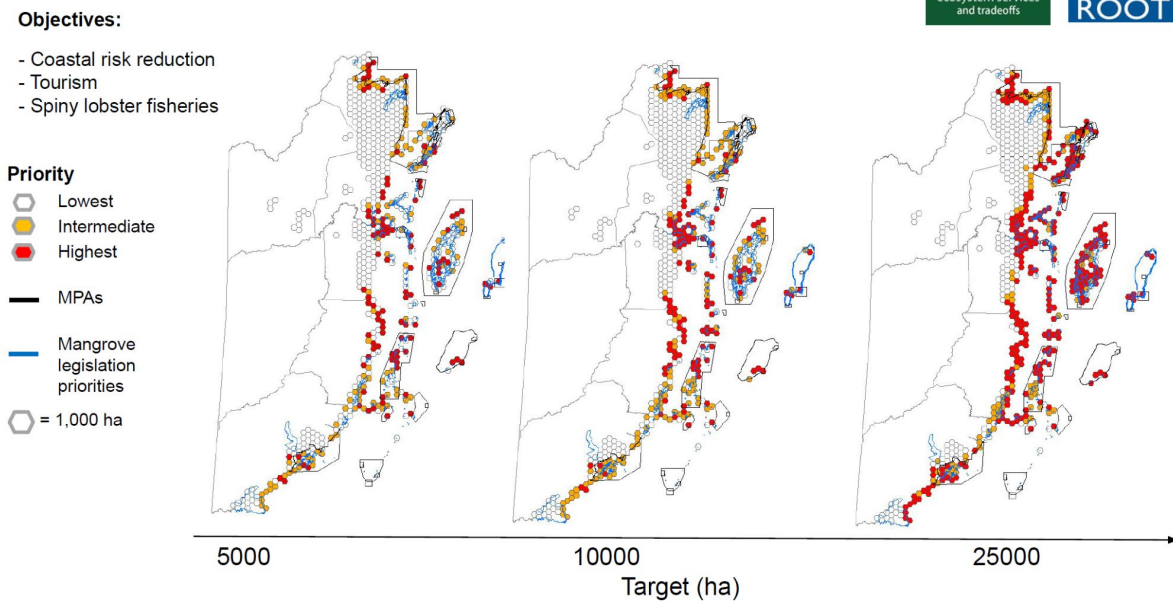 Objectives:
- Coastal risk reduction
- Tourism
- Spiny lobster fisheries
and tradeoffs
ROOT
Priority
Lowest
Intermediate
Highest
MPAs
Mangrove
legislation
priorities
= 1,000 ha
5000
10000
25000
Target (ha)